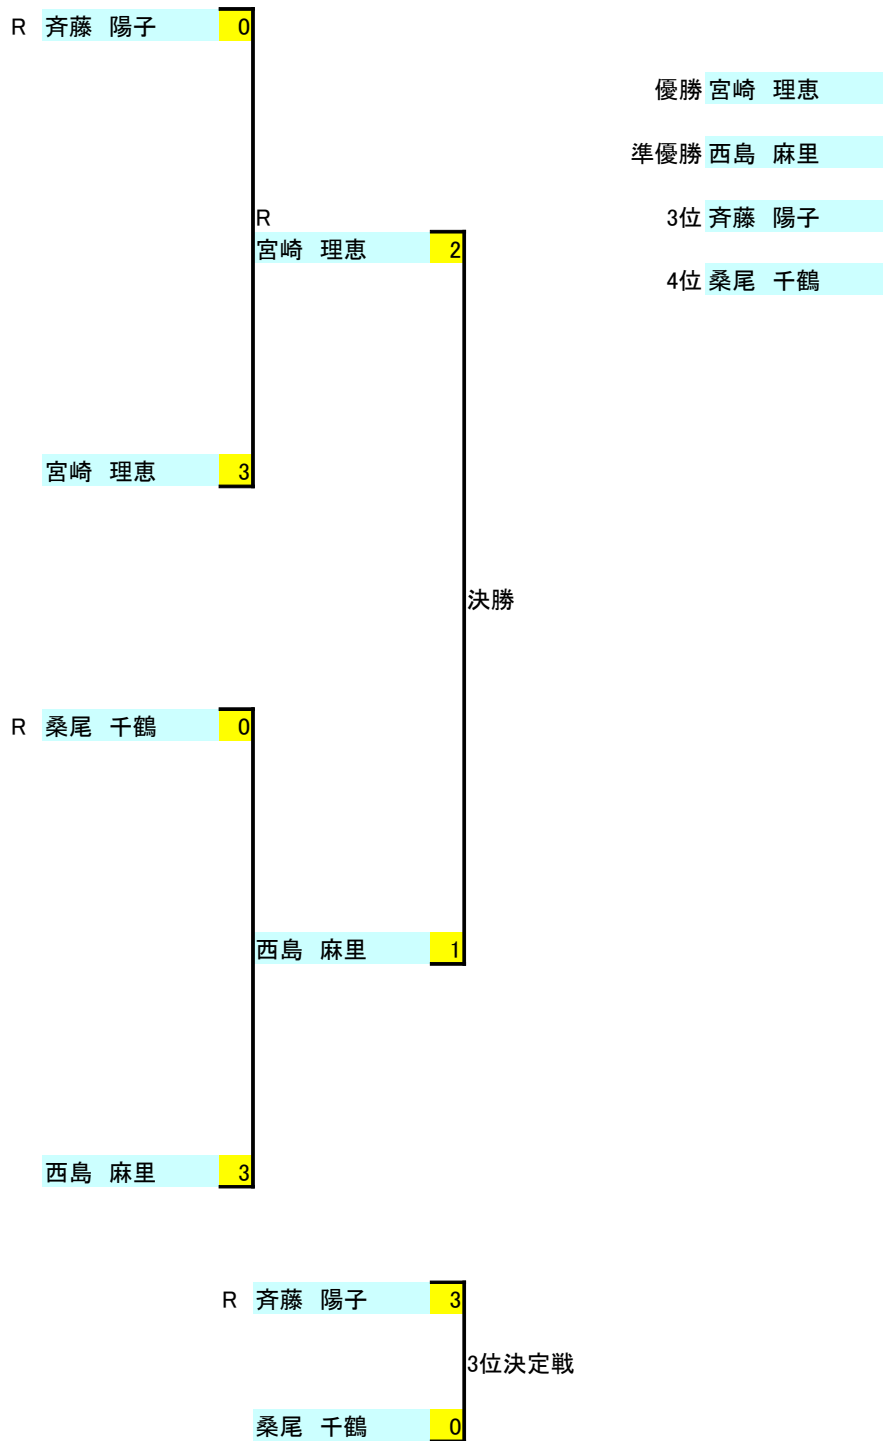 R 斉藤 陽子 0
優勝 宮崎 理恵
準優勝 西島 麻里
3位 斉藤 陽子
R
宮崎 理恵 2
4位 桑尾 千鶴
宮崎 理恵 3
決勝
R 桑尾 千鶴 0
西島 麻里 1
西島 麻里 3
R 斉藤 陽子 3
3位決定戦
桑尾 千鶴 0